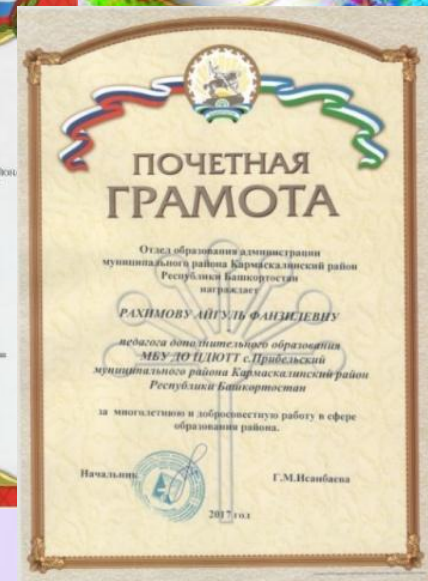 ПОЧЕТНАЯ
ГРАМОТА
Отдел образования администрации
муниципального района Кармаскалинский район
Республики Башкортостан
награждает
РАХИМОВУ АЙГУЛЬ ФАНЗИЛЕВНУ
педагога дополнительного образования
МБУ ДО ЦДЮТТ с.Прибельский
муниципального района Кармаскалинский район
Республики Башкортостан
за многолетнюю и добросовестную работу в сфере
образования района.
Начальник Г.М.Исанбаева
2017 год